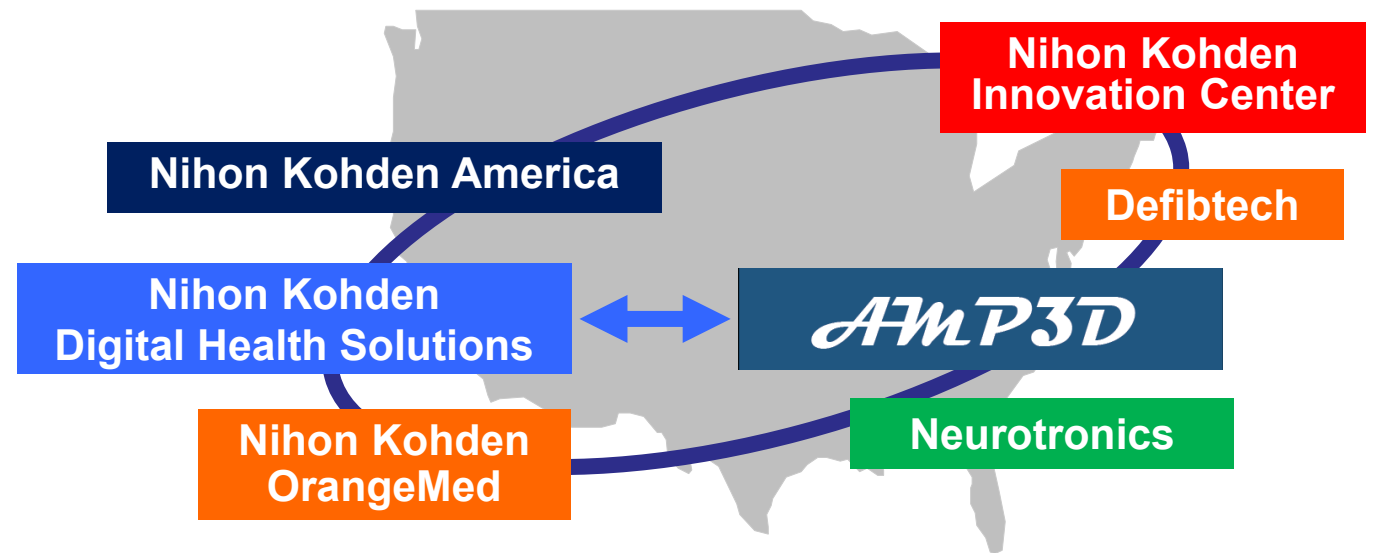 Nihon Kohden
Innovation Center
Nihon Kohden America
Defibtech
Nihon Kohden
Digital Health Solutions
AMP3D
Neurotronics
Nihon Kohden
OrangeMed